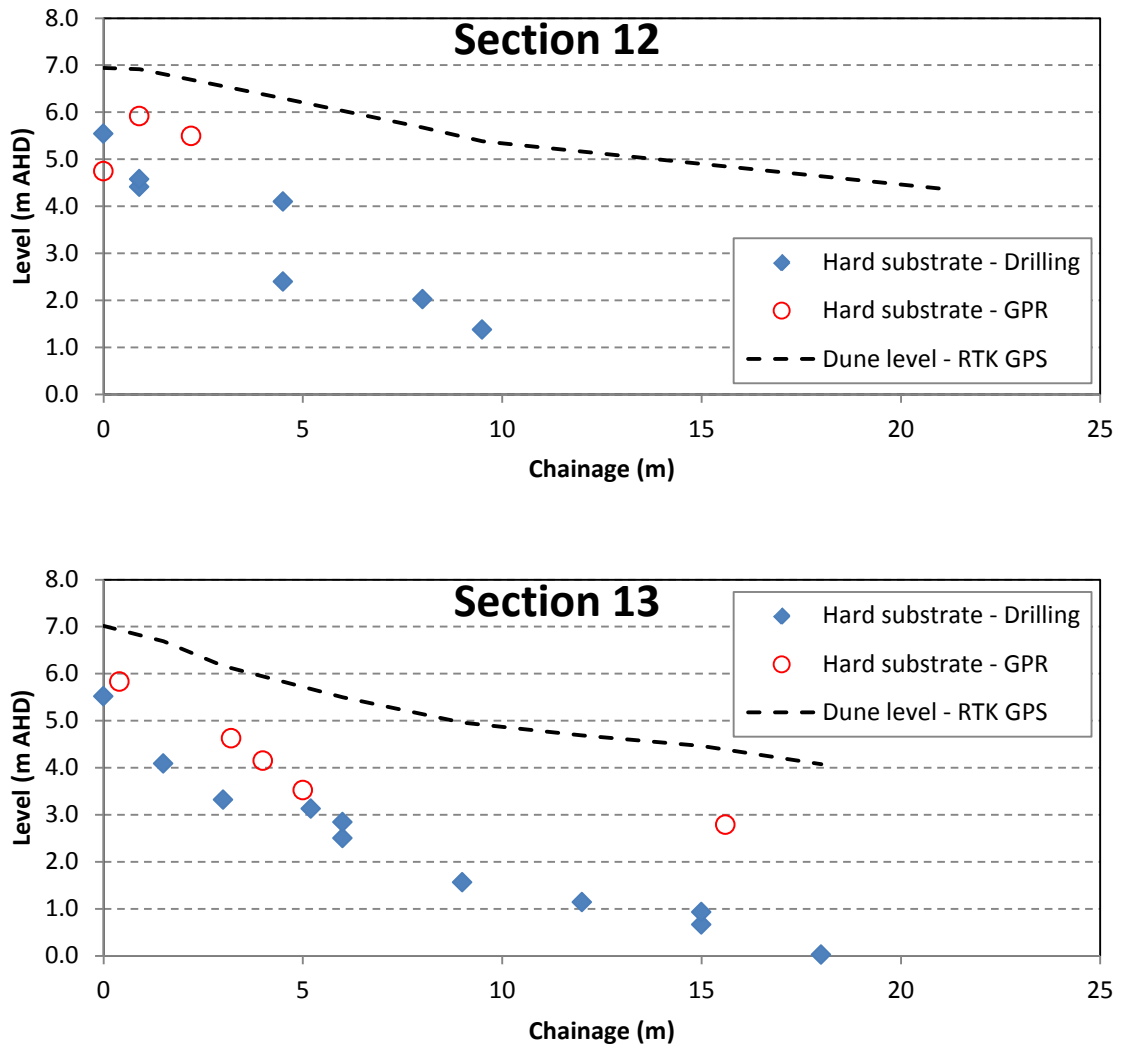 Section 12
8.0
7.0
6.0
5.0
4.0
3.0
2.0
1.0
0.0
Level (m AHD)
Hard substrate - Drilling
Hard substrate - GPR
Dune level - RTK GPS
0 5 10 15 20 25
Chainage (m)
Section 13
8.0
7.0
6.0
5.0
4.0
3.0
2.0
1.0
0.0
Level (m AHD)
Hard substrate - Drilling
Hard substrate - GPR
Dune level - RTK GPS
0 5 10 15 20 25
Chainage (m)